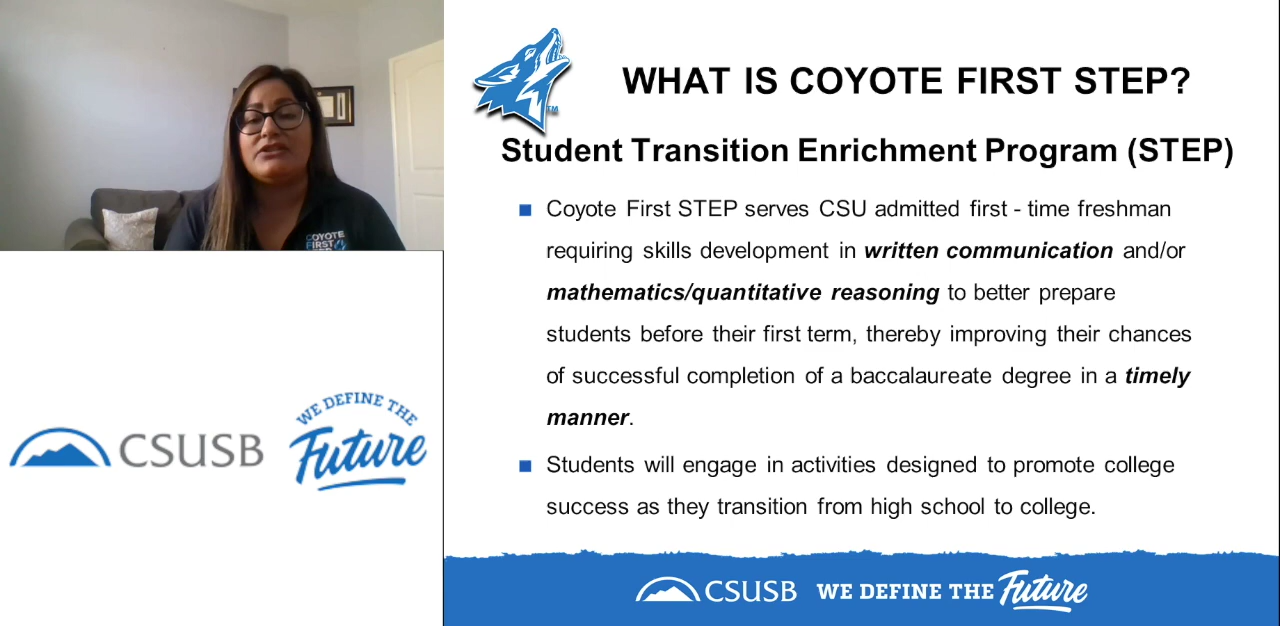 COYOTE
FIRST
CSUSB
WE DEFINE THE
Future
WHAT IS COYOTE FIRST STEP?
TM
Student Transition Enrichment Program (STEP)
Coyote First STEP serves CSU admitted first - time freshman
requiring skills development in written communication and/or
mathematics/quantitative reasoning to better prepare
students before their first term, thereby improving their chances
of successful completion of a baccalaureate degree in a timely
manner.
Students will engage in activities designed to promote college
success as they transition from high school to college.
CSUSB WE DEFINE THE Future